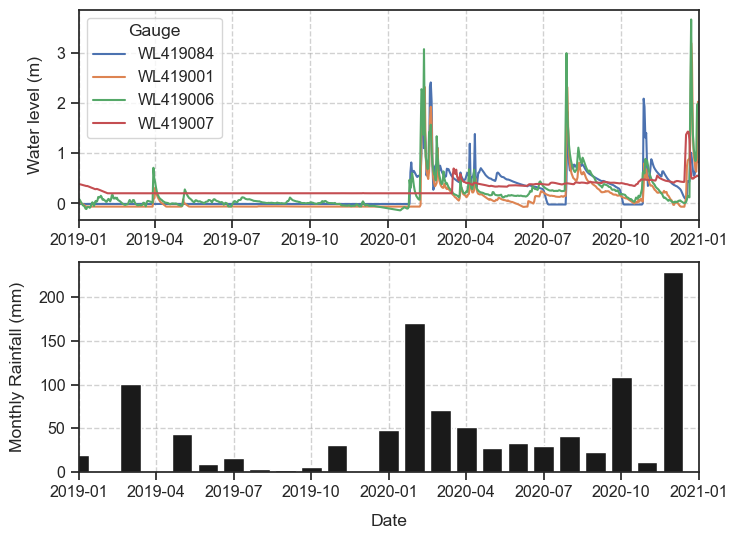 Gauge
WL419084
WL419001
WL419006
WL419007
Water level (m)
3
2
1
0
2019-01 2019-04 2019-07 2019-10 2020-01 2020-04 2020-07 2020-10 2021-01
Monthly Rainfall (mm)
200
150
100
50
0
2019-01 2019-04 2019-07 2019-10 2020-01 2020-04 2020-07 2020-10 2021-01
Date